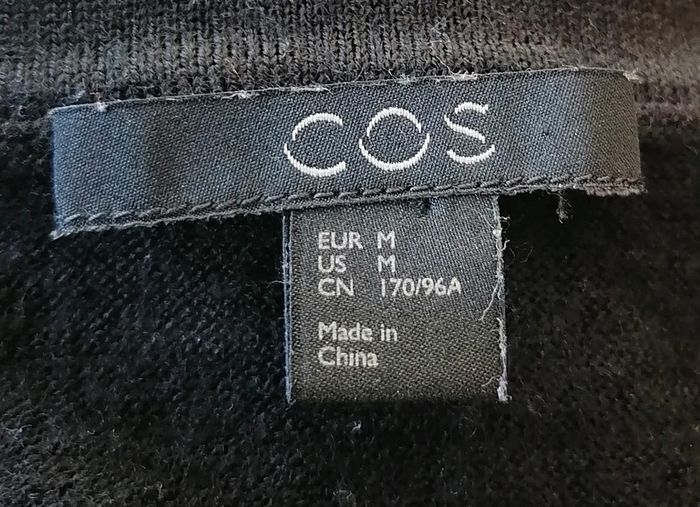 COS
EUR M
US M
CN 170/96A
Made in
China